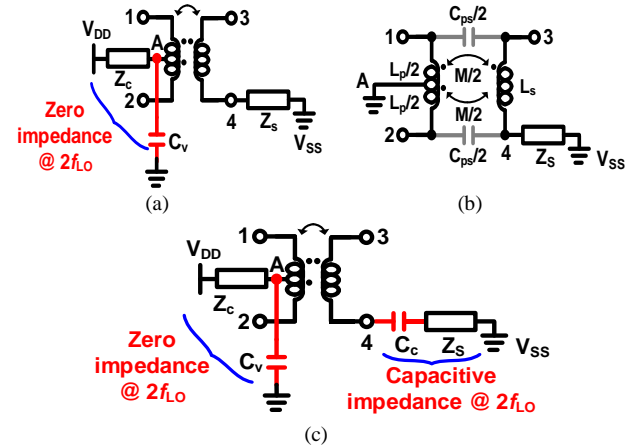 1
3
V_DD
A
Z_c
2
4
Z_s
V_SS
C_v
Zero
impedance
@ 2f_LO
(a)
C_ps/2
1
3
L_p/2
M/2
A
L_s
L_p/2
M/2
2
4
Z_S
V_SS
C_ps/2
(b)
1
3
V_DD
A
Z_c
2
4
C_c
Z_S
V_SS
C_v
Zero
impedance
@ 2f_LO
Capacitive
impedance @ 2f_LO
(c)